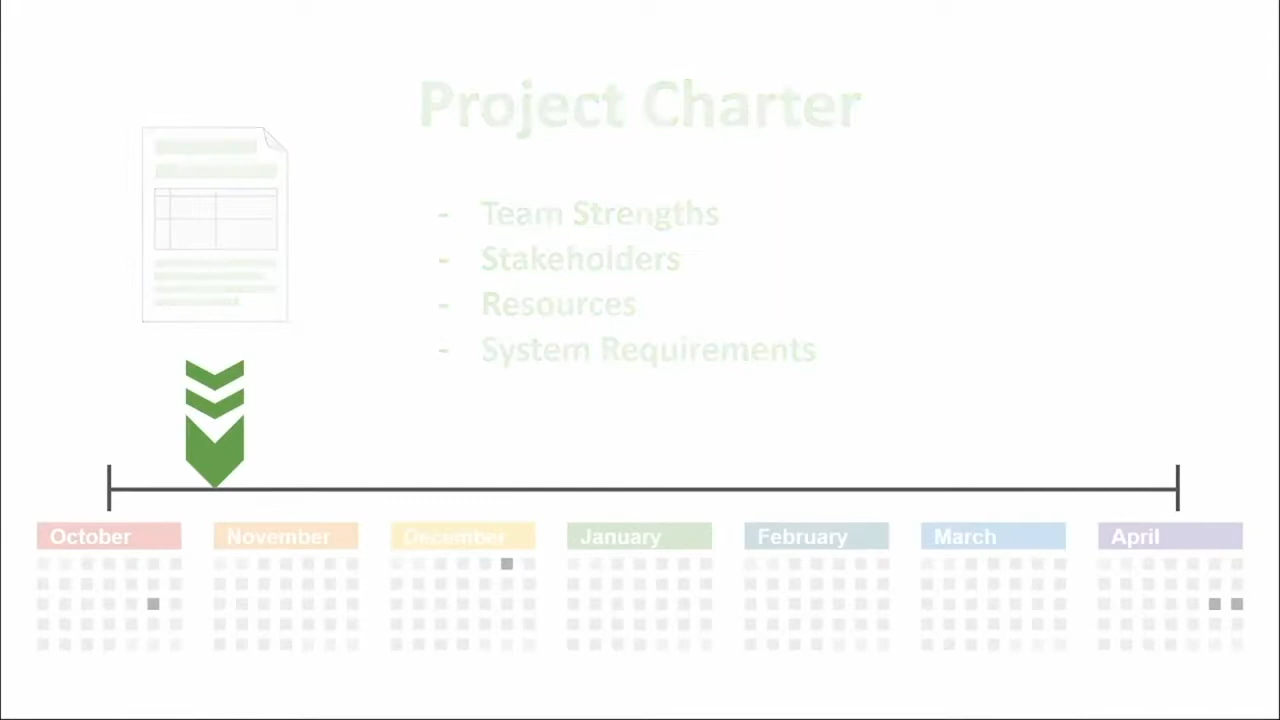 Project Charter
- Team Strengths
- Stakeholders
- Resources
- System Requirements
October November December January February March April